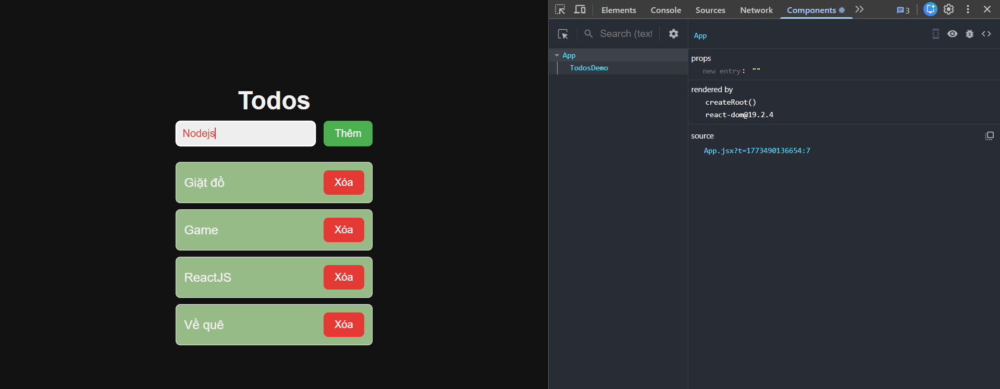 Todos
Nodejs
Thêm
Giặt đồ
Xóa
Game
Xóa
ReactJS
Xóa
Về quê
Xóa
Elements Console Sources Network Components 3
Search (text
App
TodosDemo
App
props
new entry: ""
rendered by
createRoot()
react-dom@19.2.4
source
App.jsx?t=1773490136654:7